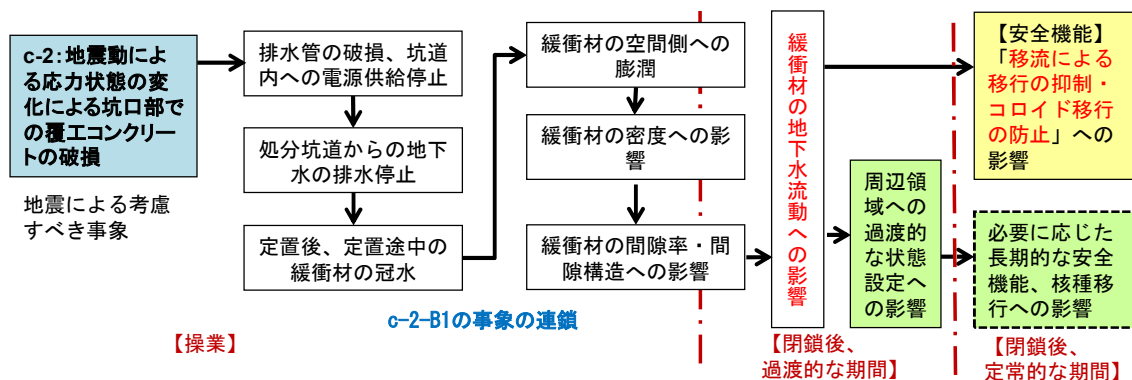 c-2:地震動によ
る応力状態の変
化による坑口部で
の覆工コンクリー
トの破損
地震による考慮
すべき事象
排水管の破損、坑道
内への電源供給停止
処分坑道からの地下
水の排水停止
定置後、定置途中の
緩衝材の冠水
緩衝材の空間側への
膨潤
緩衝材の密度への影
響
緩衝材の間隙率・間
隙構造への影響
c-2-B1の事象の連鎖
【操業】
緩衝材の地下水流動への影響
周辺領
域への
過渡的
な状態
設定へ
の影響
【閉鎖後、
過渡的な期間】
【安全機能】
「移流による
移行の抑制・
コロイド移行
の防止」への
影響
必要に応じた
長期的な安全
機能、核種移
行への影響
【閉鎖後、
定常的な期間】